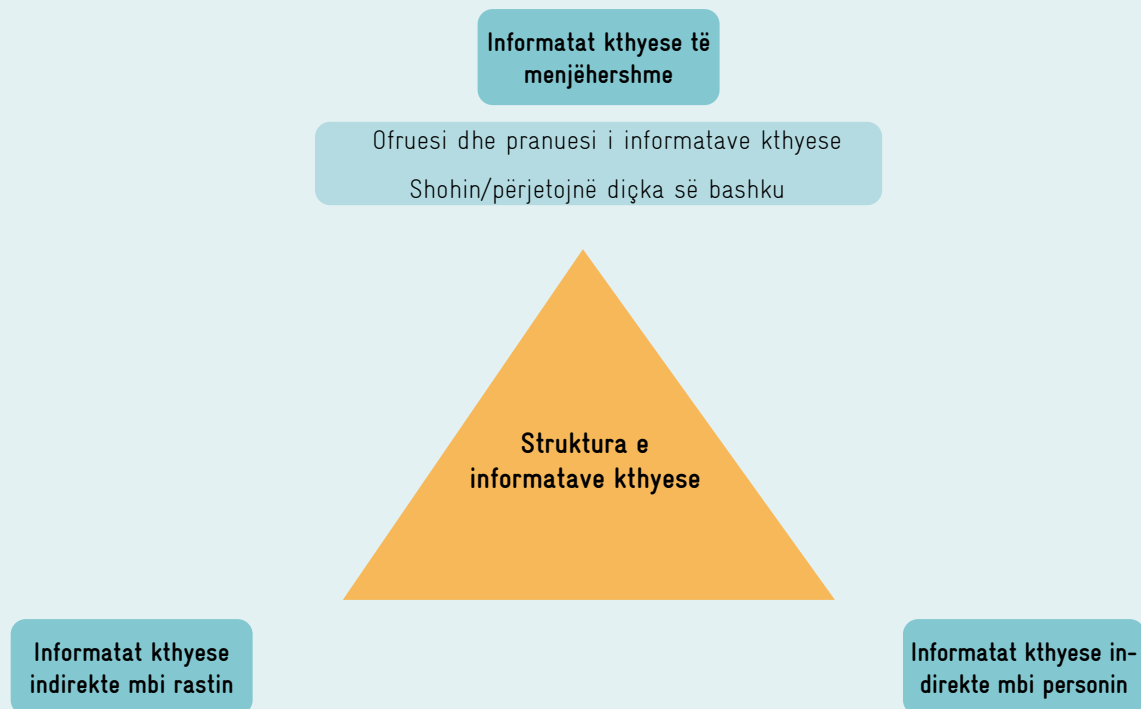 Informatat kthyese të
menjëhershme
Ofruesi dhe pranuesi i informatave kthyese
Shohin/përjetojnë diçka së bashku
Struktura e
informatave kthyese
Informatat kthyese
indirekte mbi rastin
Informatat kthyese in-
direkte mbi personin